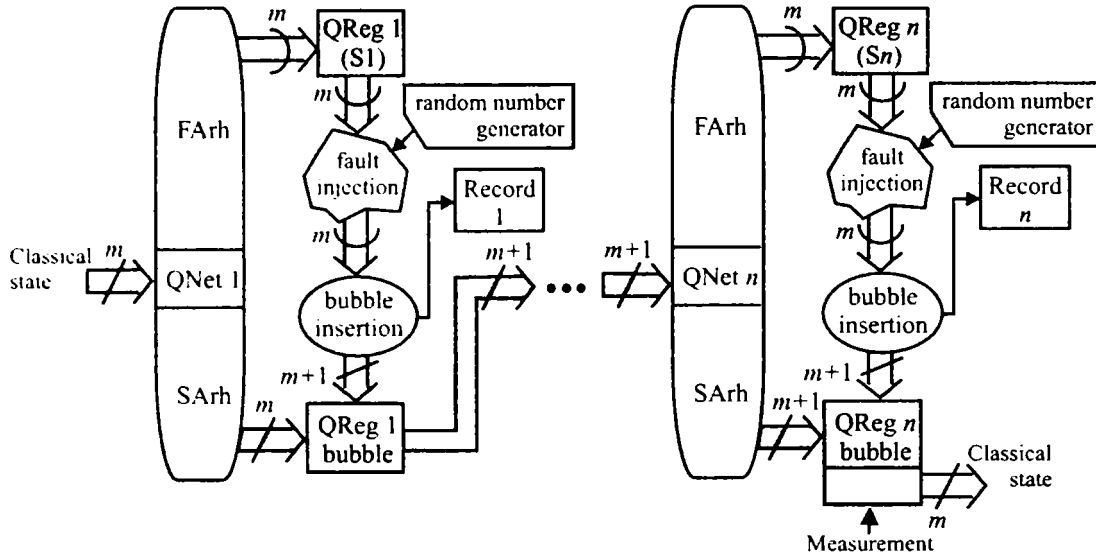 m
QReg 1
(S1)
m
random number
generator
FArh
fault
injection
Record
1
m
Classical
state
m
QNet 1
bubble
insertion
m+1
m+1
SArh
m
QReg 1
bubble
m+1
m
QReg n
(Sn)
m
random number
generator
FArh
fault
injection
Record
n
m
QNet n
bubble
insertion
m+1
SArh
m+1
QReg n
bubble
Classical
state
m
Measurement